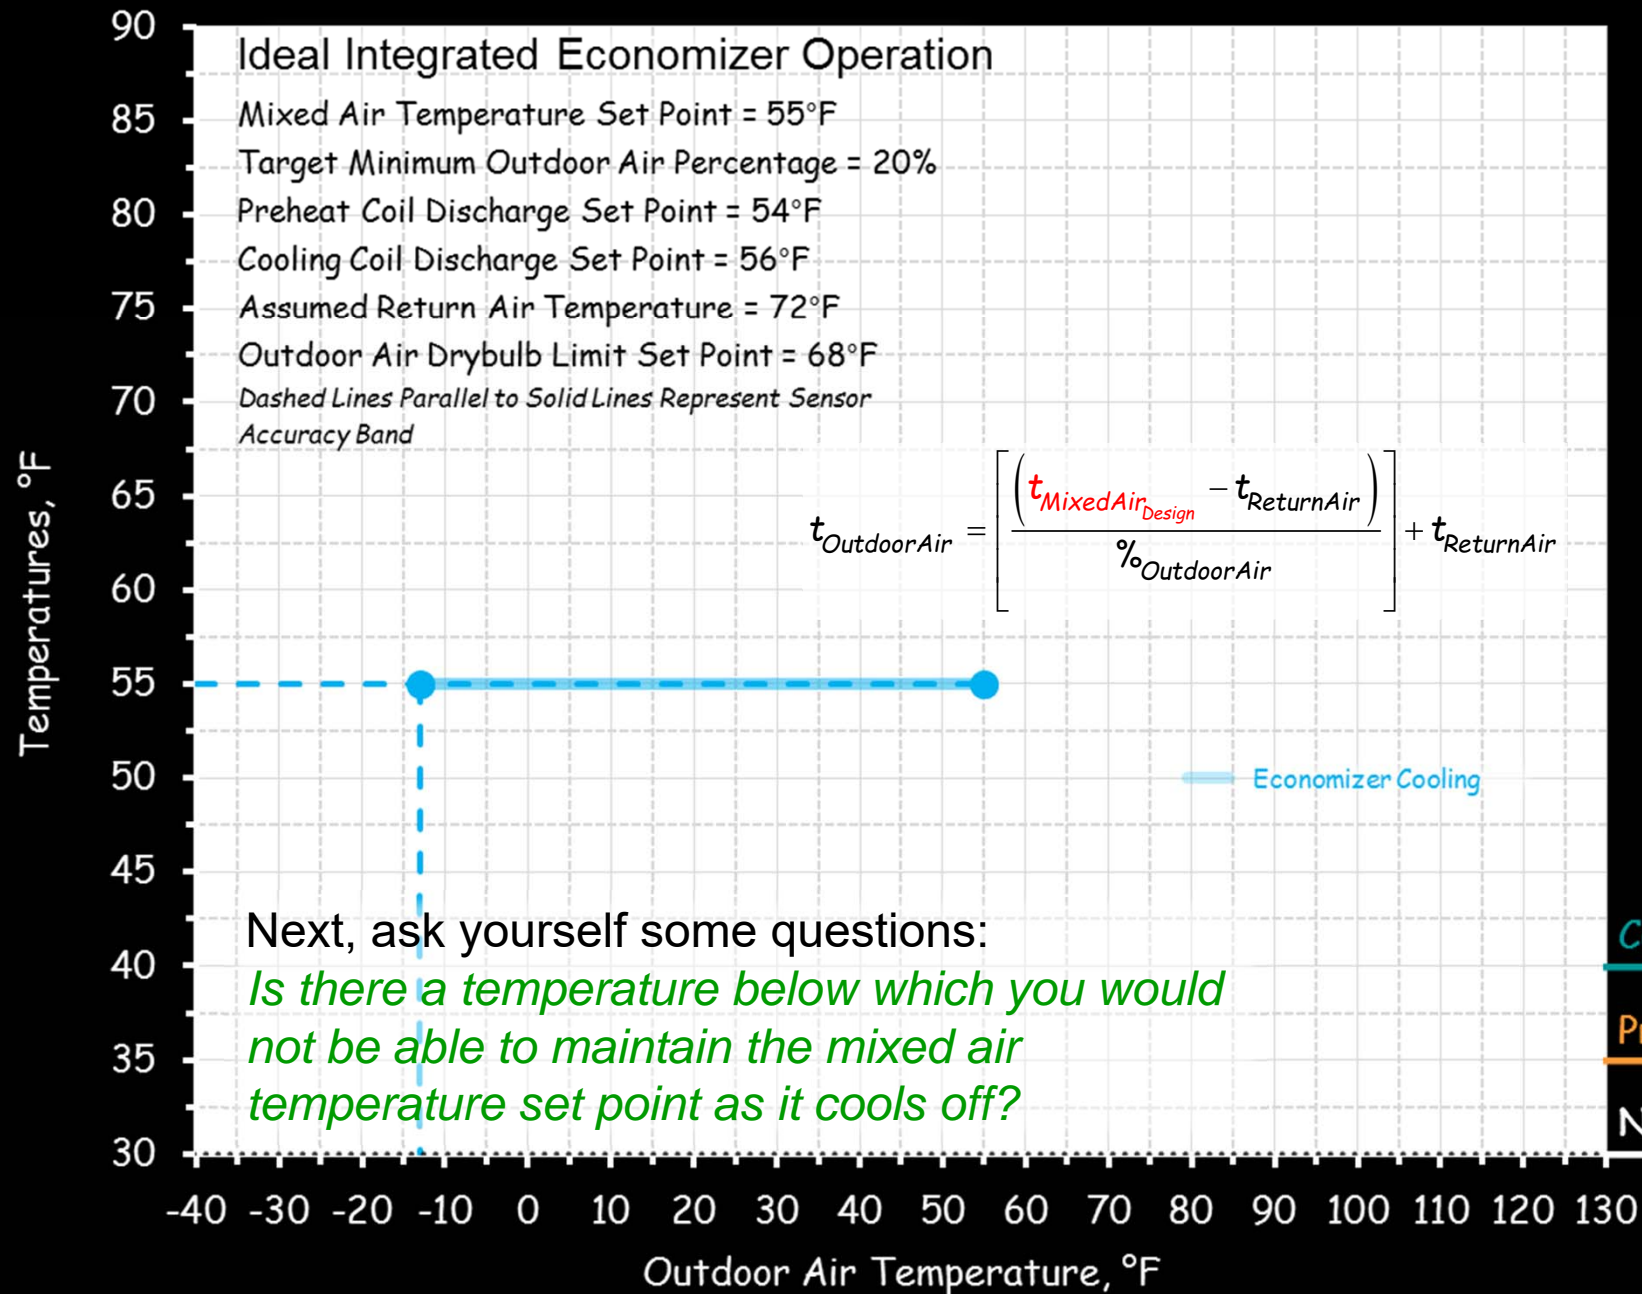 Ideal Integrated Economizer Operation
Mixed Air Temperature Set Point = 55°F
Target Minimum Outdoor Air Percentage = 20%
Preheat Coil Discharge Set Point = 54°F
Cooling Coil Discharge Set Point = 56°F
Assumed Return Air Temperature = 72°F
Outdoor Air Drybulb Limit Set Point = 68°F
Dashed Lines Parallel to Solid Lines Represent Sensor
Accuracy Band
t_OutdoorAir = [(t_MixedAir_Design − t_ReturnAir) / %_OutdoorAir] + t_ReturnAir
Economizer Cooling
Next, ask yourself some questions:
Is there a temperature below which you would
not be able to maintain the mixed air
temperature set point as it cools off?
Temperatures, °F
90
85
80
75
70
65
60
55
50
45
40
35
30
-40 -30 -20 -10 0 10 20 30 40 50 60 70 80 90 100 110 120 130
Outdoor Air Temperature, °F